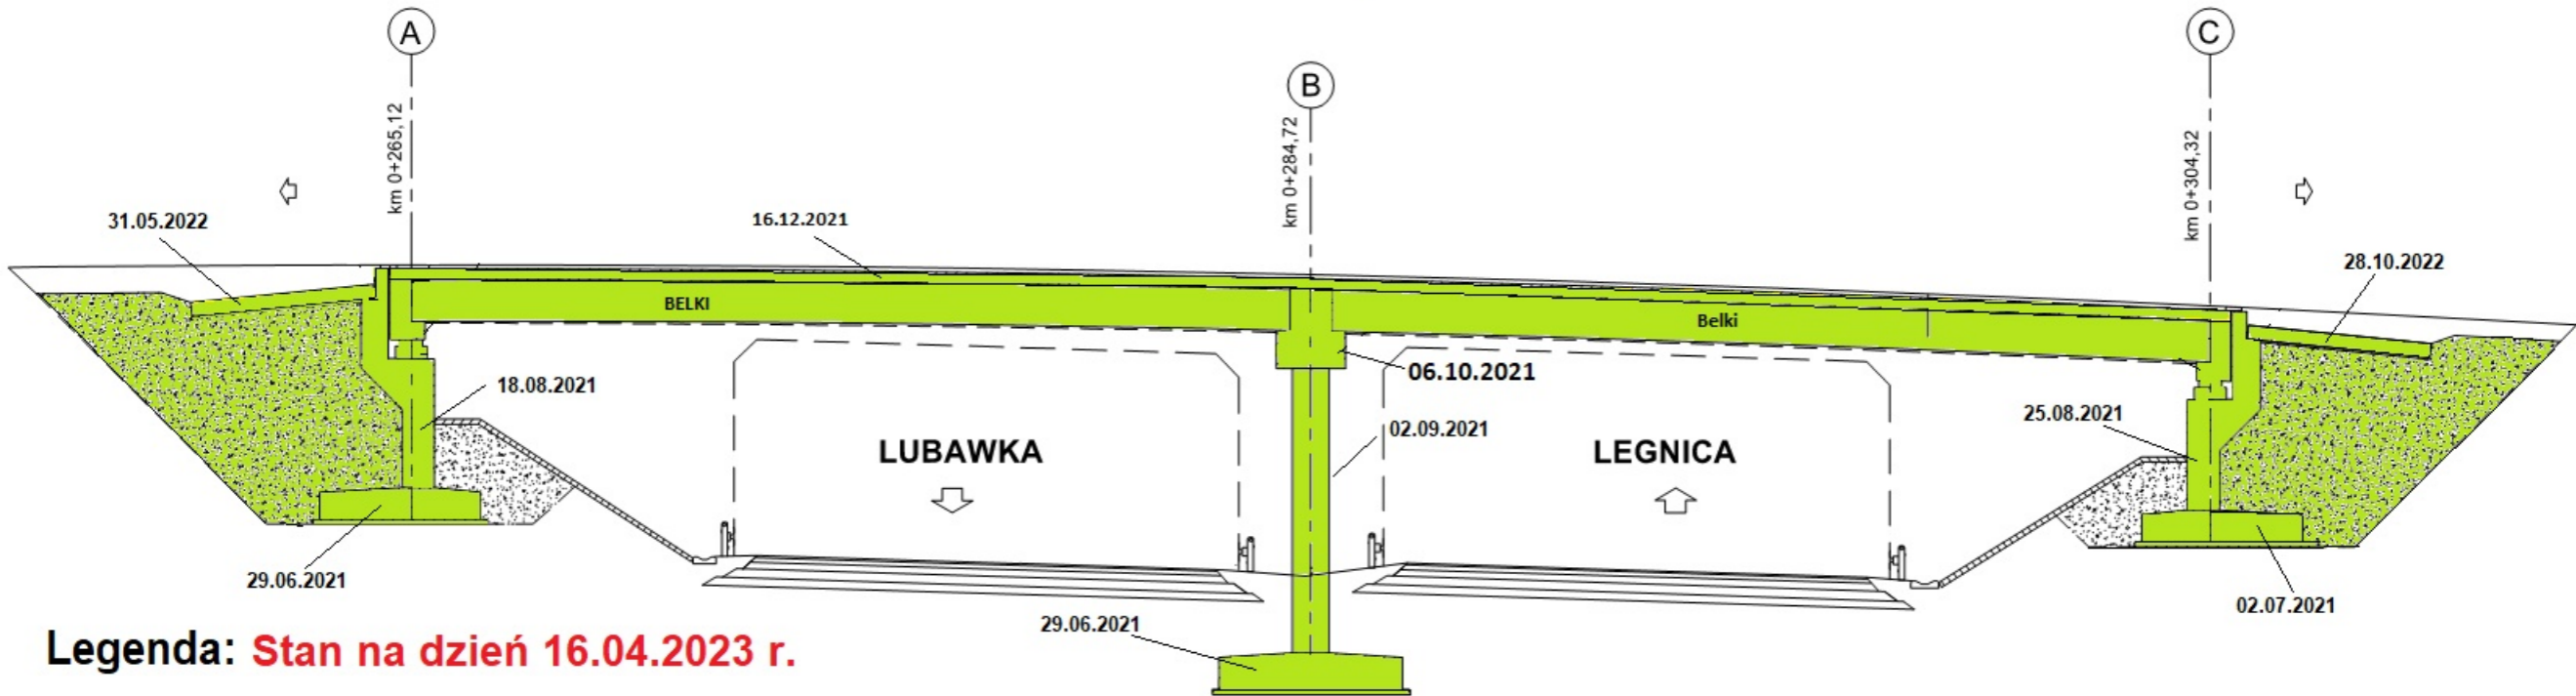 A
B
C
km 0+265,12
km 0+284,72
km 0+304,32
31.05.2022
16.12.2021
28.10.2022
BELKI
Belki
18.08.2021
06.10.2021
02.09.2021
25.08.2021
LUBAWKA
LEGNICA
29.06.2021
29.06.2021
02.07.2021
Legenda: Stan na dzień 16.04.2023 r.